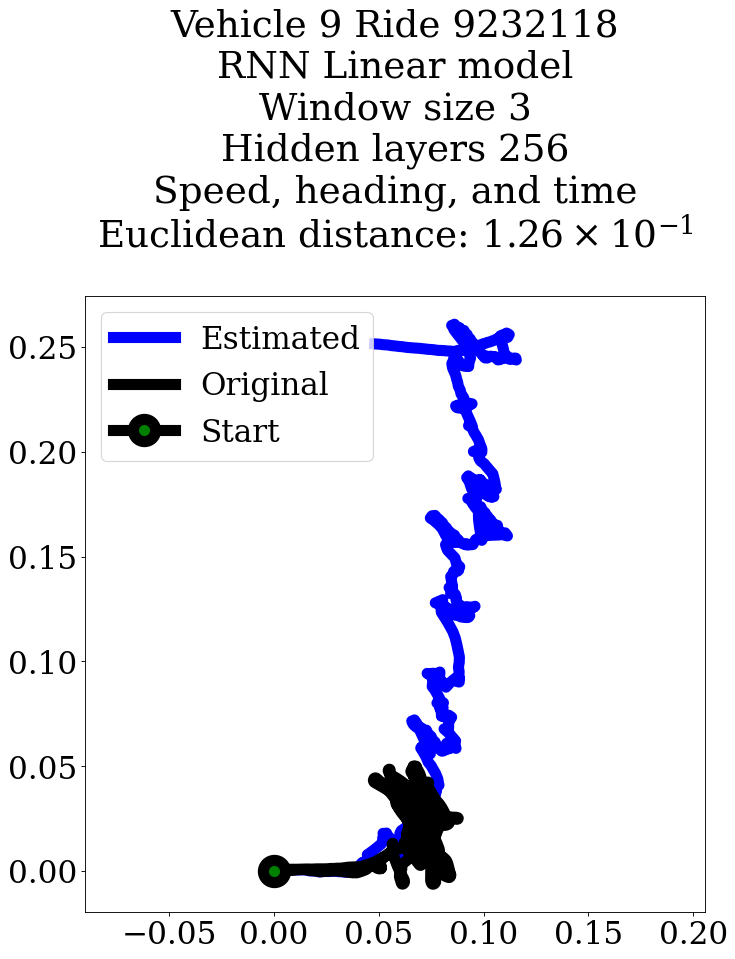 Vehicle 9 Ride 9232118
RNN Linear model
Window size 3
Hidden layers 256
Speed, heading, and time
Euclidean distance: 1.26 × 10⁻¹
Estimated
Original
Start
0.25
0.20
0.15
0.10
0.05
0.00
−0.05 0.00 0.05 0.10 0.15 0.20